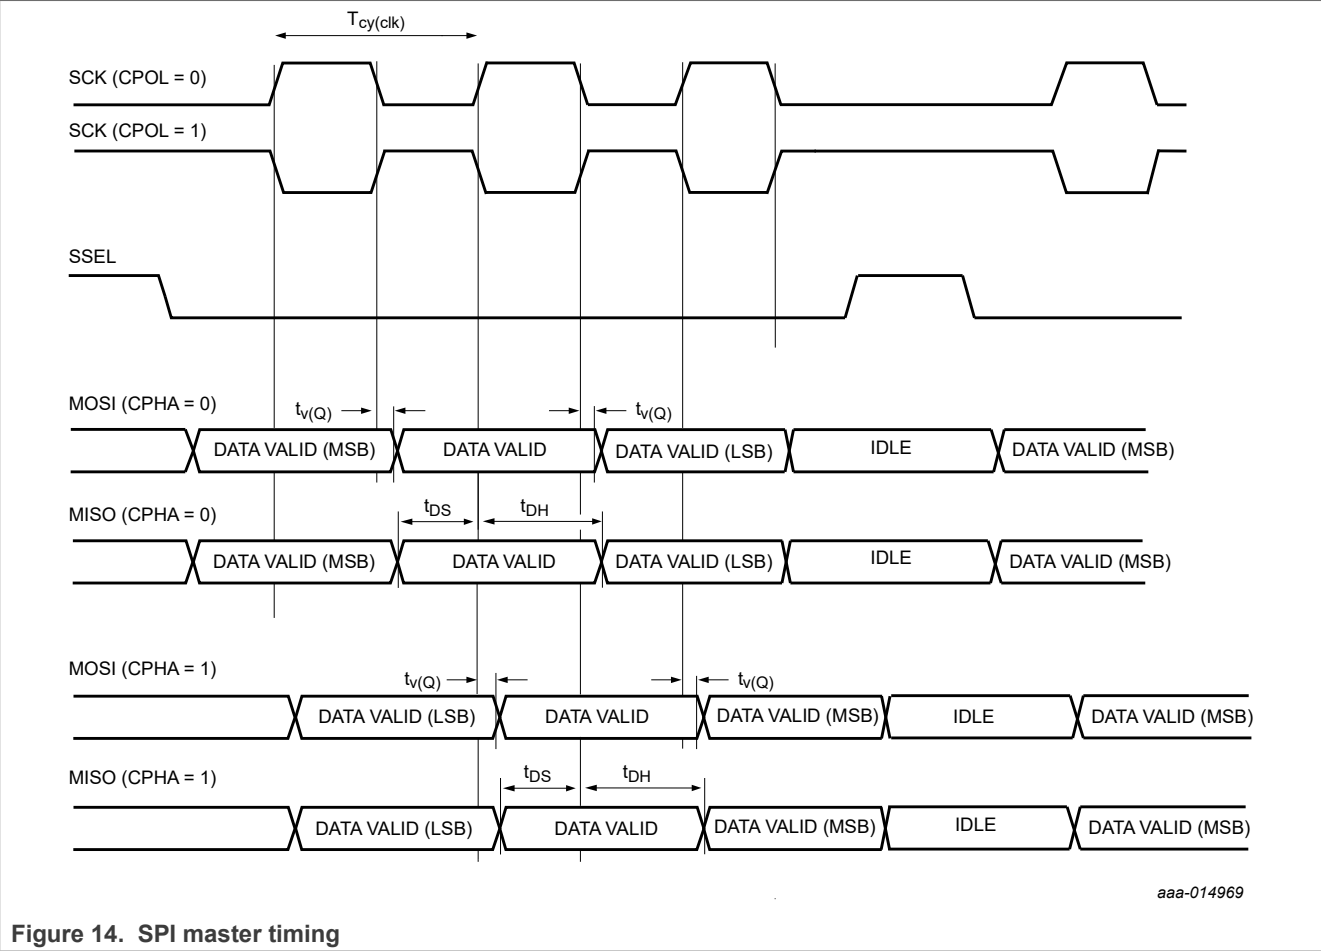 Tcy(clk)
SCK (CPOL = 0)
SCK (CPOL = 1)
SSEL
MOSI (CPHA = 0) tv(Q) tv(Q)
DATA VALID (MSB) DATA VALID DATA VALID (LSB) IDLE DATA VALID (MSB)
tDS tDH
MISO (CPHA = 0)
DATA VALID (MSB) DATA VALID DATA VALID (LSB) IDLE DATA VALID (MSB)
MOSI (CPHA = 1) tv(Q) tv(Q)
DATA VALID (LSB) DATA VALID DATA VALID (MSB) IDLE DATA VALID (MSB)
MISO (CPHA = 1) tDS tDH
DATA VALID (LSB) DATA VALID DATA VALID (MSB) IDLE DATA VALID (MSB)
aaa-014969
Figure 14. SPI master timing